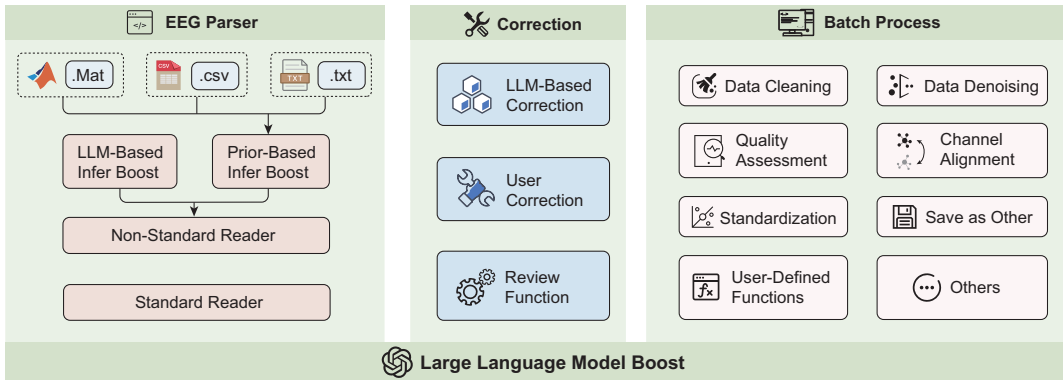 EEG Parser
</>
.Mat
CSV
.csv
TXT
.txt
LLM-Based
Infer Boost
Prior-Based
Infer Boost
Non-Standard Reader
Standard Reader
Correction
LLM-Based
Correction
User
Correction
Review
Function
Batch Process
Data Cleaning
Data Denoising
Quality
Assessment
Channel
Alignment
Standardization
Save as Other
fx
User-Defined
Functions
Others
Large Language Model Boost